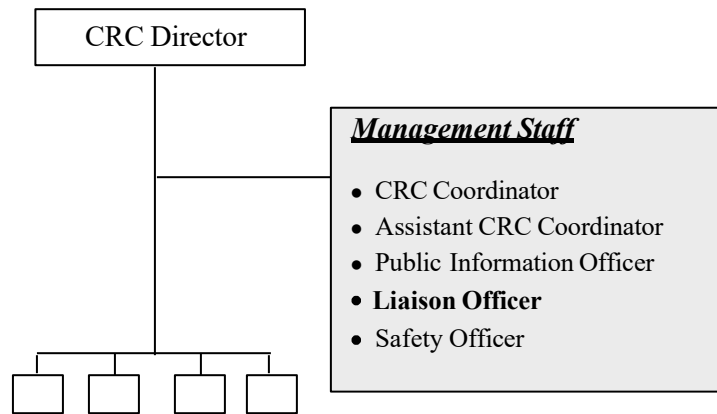 CRC Director
Management Staff
• CRC Coordinator
• Assistant CRC Coordinator
• Public Information Officer
• Liaison Officer
• Safety Officer